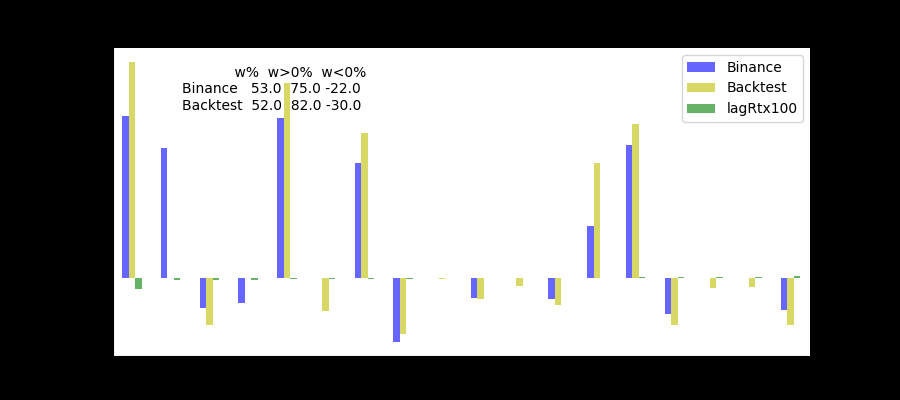 w% w>0% w<0%
Binance 53.0 75.0 -22.0
Backtest 52.0 82.0 -30.0
Binance
Backtest
lagRtx100